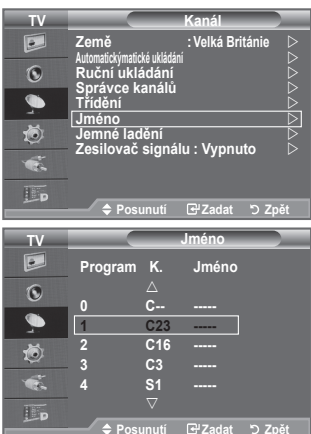 TV Kanál
Země : Velká Británie
Automatickýmatické ukládání
Ruční ukládání
Správce kanálů
Třídění
Jméno
Jemné ladění
Zesilovač signálu : Vypnuto
Posunutí Zadat Zpět
TV Jméno
Program K. Jméno
0 C-- -----
1 C23 -----
2 C16 -----
3 C3 -----
4 S1 -----
Posunutí Zadat Zpět